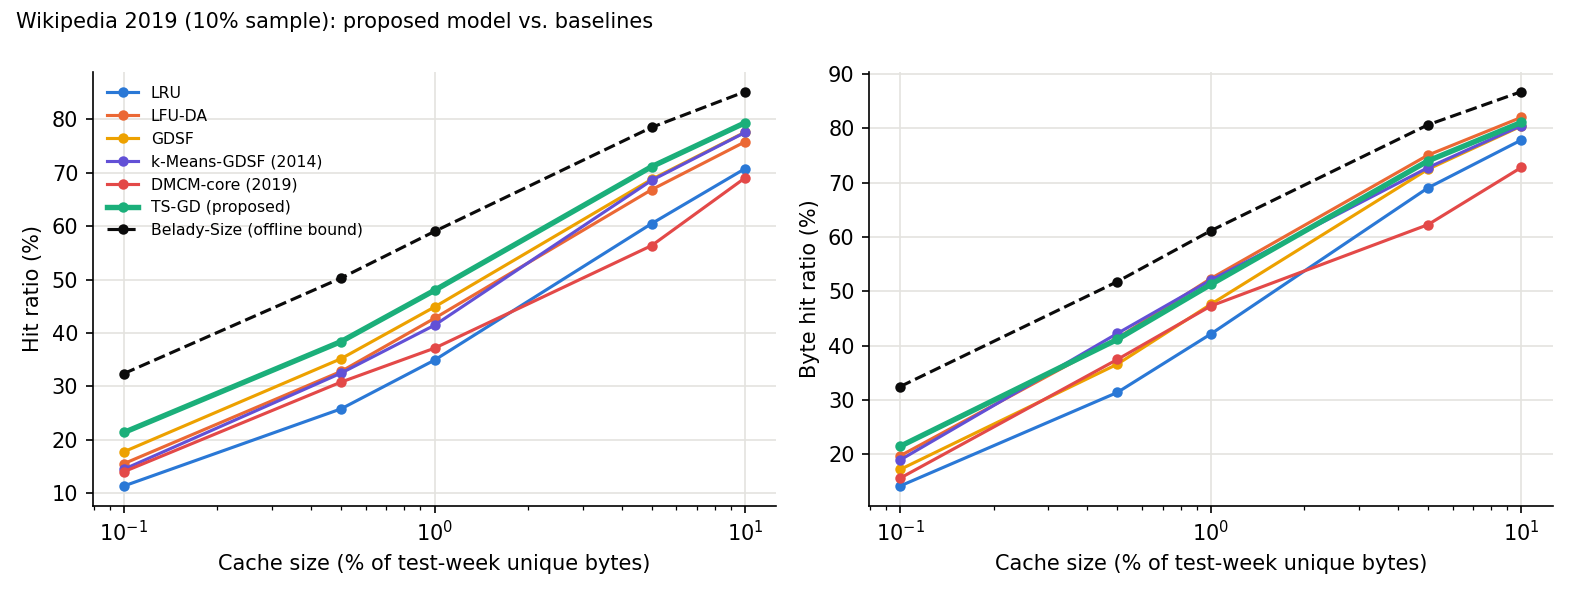 Wikipedia 2019 (10% sample): proposed model vs. baselines
Hit ratio (%)
80
70
60
50
40
30
20
10
LRU
LFU-DA
GDSF
k-Means-GDSF (2014)
DMCM-core (2019)
TS-GD (proposed)
Belady-Size (offline bound)
10⁻¹ 10⁰ 10¹
Cache size (% of test-week unique bytes)
Byte hit ratio (%)
90
80
70
60
50
40
30
20
10⁻¹ 10⁰ 10¹
Cache size (% of test-week unique bytes)